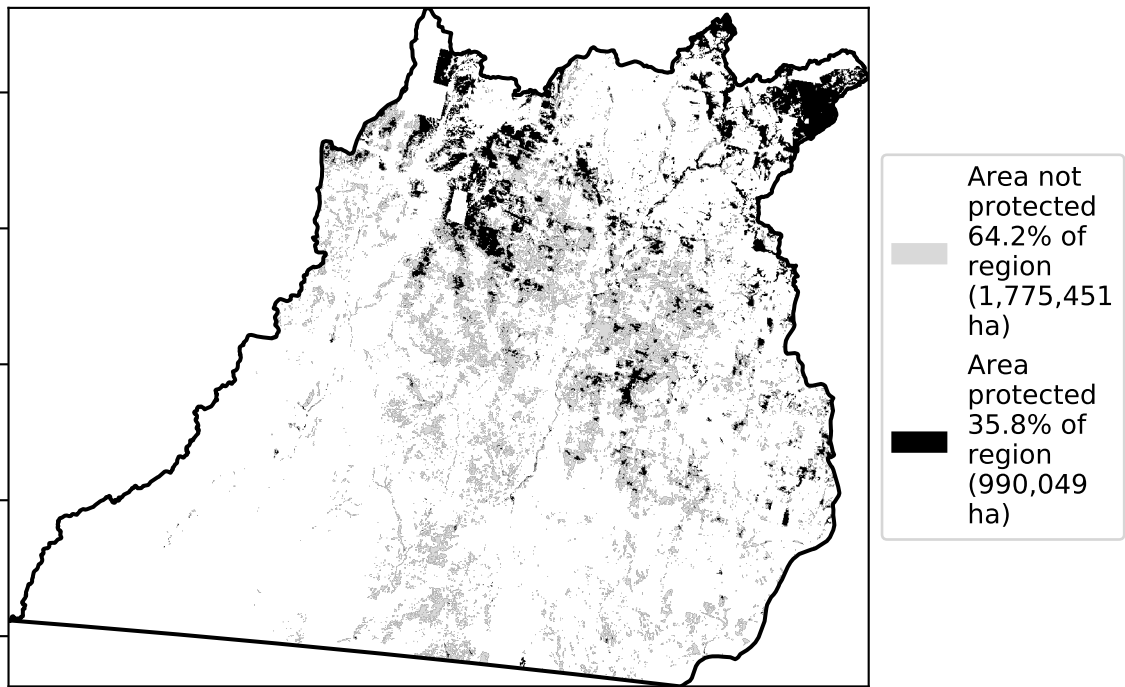 Area not
protected
64.2% of
region
(1,775,451
ha)
Area
protected
35.8% of
region
(990,049
ha)